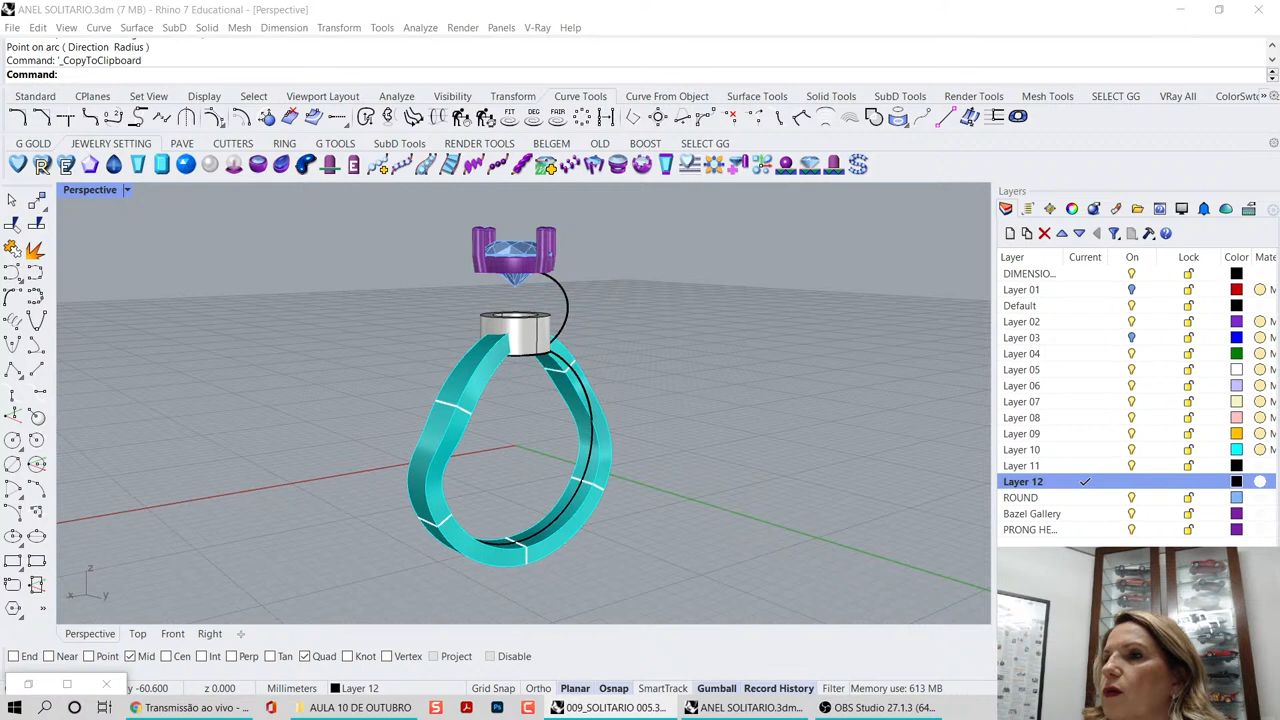 ANEL SOLITARIO.3dm (7 MB) - Rhino 7 Educational - [Perspective]
File Edit View Curve Surface SubD Solid Mesh Dimension Transform Tools Analyze Render Panels V-Ray Help
Point on arc ( Direction Radius )
Command: '_CopyToClipboard
Command:
Standard CPlanes Set View Display Select Viewport Layout Analyze Visibility Transform Curve Tools Curve From Object Surface Tools Solid Tools SubD Tools Render Tools Mesh Tools SELECT GG VRay All ColorSwtc »
FIT DEG FAIR
G GOLD JEWELRY SETTING PAVE CUTTERS RING G TOOLS SubD Tools RENDER TOOLS BELGEM OLD BOOST SELECT GG
Perspective
Layers
Layer Current On Lock Color Mate
DIMENSIO...
Layer 01
Default
Layer 02
Layer 03
Layer 04
Layer 05
Layer 06
Layer 07
Layer 08
Layer 09
Layer 10
Layer 11
Layer 12
ROUND
Bazel Gallery
PRONG HE...
z
x y
Perspective Top Front Right
End Near Point Mid Cen Int Perp Tan Quad Knot Vertex Project Disable
y -60.600 z 0.000 Millimeters Layer 12 Grid Snap Ortho Planar Osnap SmartTrack Gumball Record History Filter Memory use: 613 MB
Transmissão ao vivo - ... AULA 10 DE OUTUBRO 009_SOLITARIO 005.3... ANEL SOLITARIO.3dm... OBS Studio 27.1.3 (64...